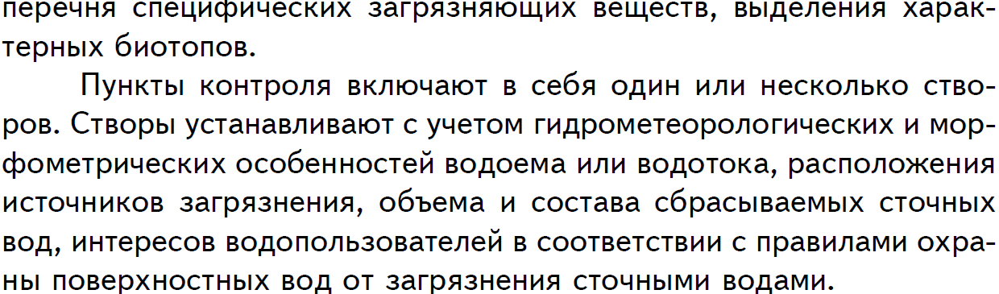 перечня специфических загрязняющих веществ, выделения харак-
терных биотопов.
Пункты контроля включают в себя один или несколько ство-
ров. Створы устанавливают с учетом гидрометеорологических и мор-
фометрических особенностей водоема или водотока, расположения
источников загрязнения, объема и состава сбрасываемых сточных
вод, интересов водопользователей в соответствии с правилами охра-
ны поверхностных вод от загрязнения сточными водами.